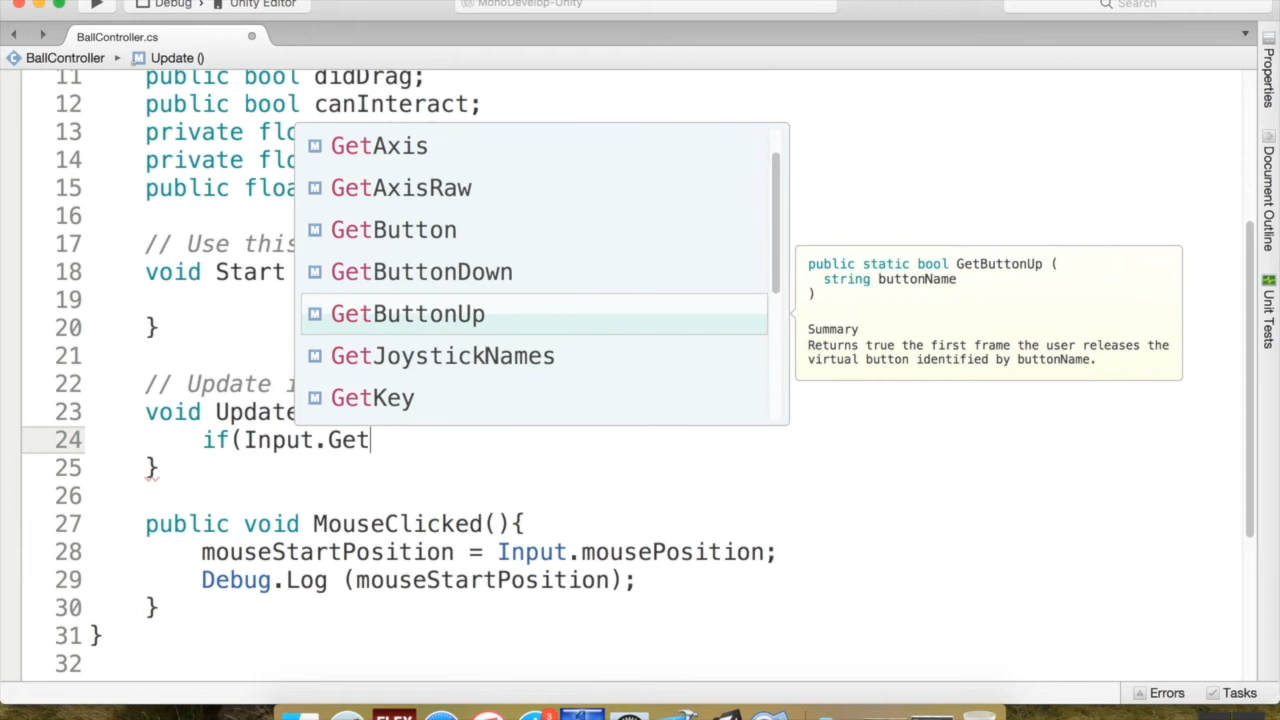 Debug
Unity Editor
MonoDevelop-Unity
Search
BallController.cs
BallController ▸ Update ()
11 public bool didDrag;
12 public bool canInteract;
13 private flo
14 private flo
15 public floa
16
17 // Use this
18 void Start
19
20 }
21
22 // Update i
23 void Update
24 if(Input.Get
25 }
26
27 public void MouseClicked(){
28 mouseStartPosition = Input.mousePosition;
29 Debug.Log (mouseStartPosition);
30 }
31 }
32
GetAxis
GetAxisRaw
GetButton
GetButtonDown
GetButtonUp
GetJoystickNames
GetKey
public static bool GetButtonUp (
string buttonName
)
Summary
Returns true the first frame the user releases the
virtual button identified by buttonName.
Properties
Document Outline
Unit Tests
Errors
Tasks
FLEX
3